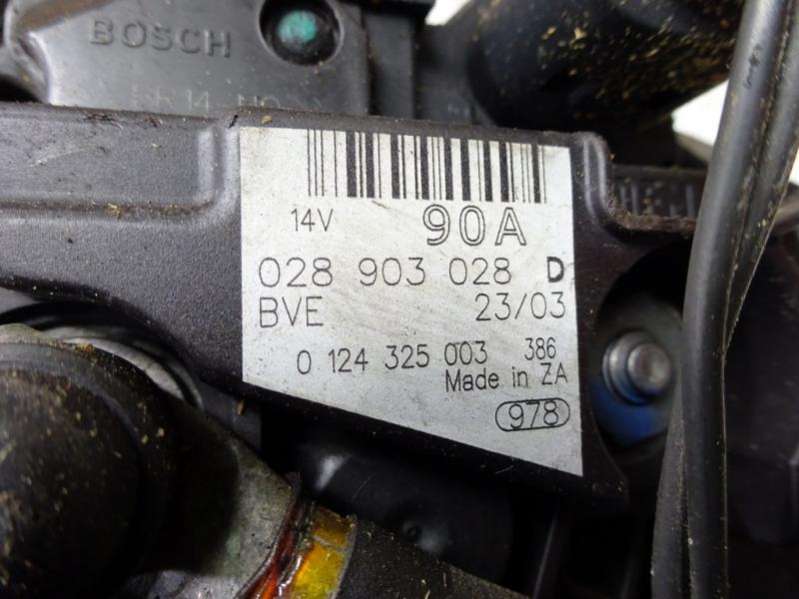 BOSCH
14V 90A
028 903 028 D
BVE 23/03
0 124 325 003 386
Made in ZA
978